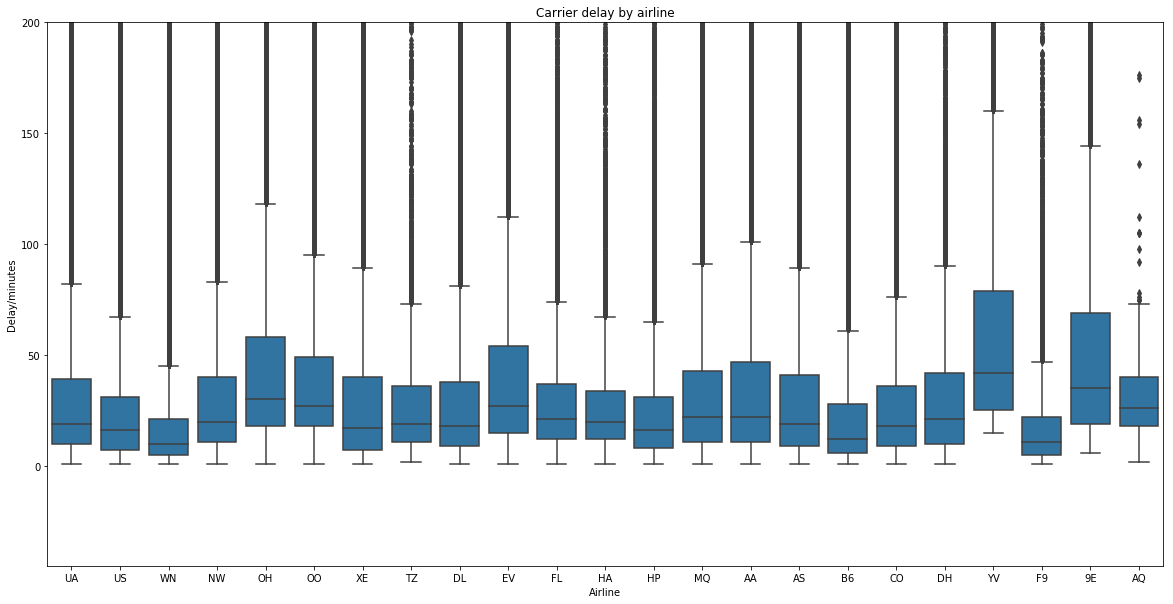 Carrier delay by airline
200
150
100
50
0
Delay/minutes
UA US WN NW OH OO XE TZ DL EV FL HA HP MQ AA AS B6 CO DH YV F9 9E AQ
Airline